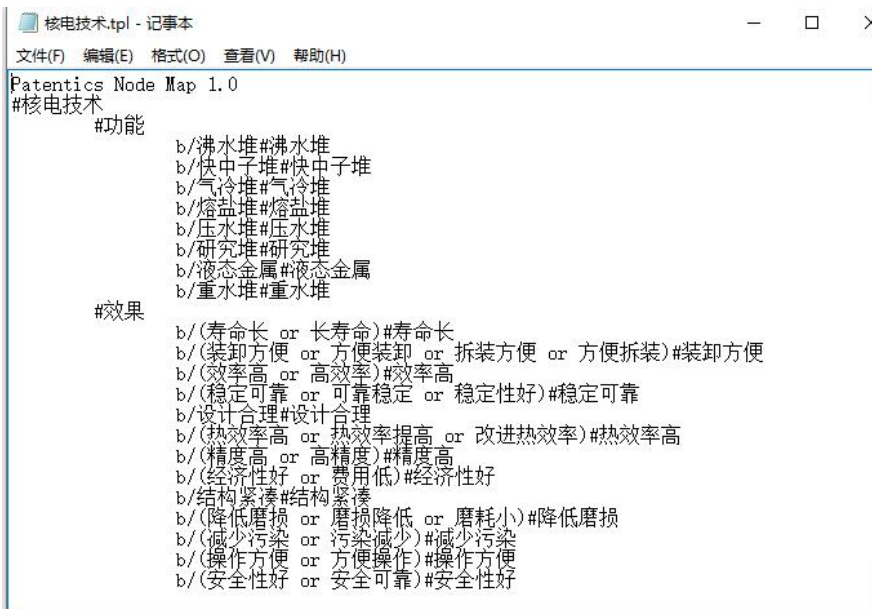 核电技术.tpl - 记事本
文件(F) 编辑(E) 格式(O) 查看(V) 帮助(H)
Patentics Node Map 1.0
#核电技术
#功能
b/沸水堆#沸水堆
b/快中子堆#快中子堆
b/气冷堆#气冷堆
b/熔盐堆#熔盐堆
b/压水堆#压水堆
b/研究堆#研究堆
b/液态金属#液态金属
b/重水堆#重水堆
#效果
b/(寿命长 or 长寿命)#寿命长
b/(装卸方便 or 方便装卸 or 拆装方便 or 方便拆装)#装卸方便
b/(效率高 or 高效率)#效率高
b/(稳定可靠 or 可靠稳定 or 稳定性好)#稳定可靠
b/设计合理#设计合理
b/(热效率高 or 热效率提高 or 改进热效率)#热效率高
b/(精度高 or 高精度)#精度高
b/(经济性好 or 费用低)#经济性好
b/结构紧凑#结构紧凑
b/(降低磨损 or 磨损降低 or 磨耗小)#降低磨损
b/(减少污染 or 污染减少)#减少污染
b/(操作方便 or 方便操作)#操作方便
b/(安全性好 or 安全可靠)#安全性好